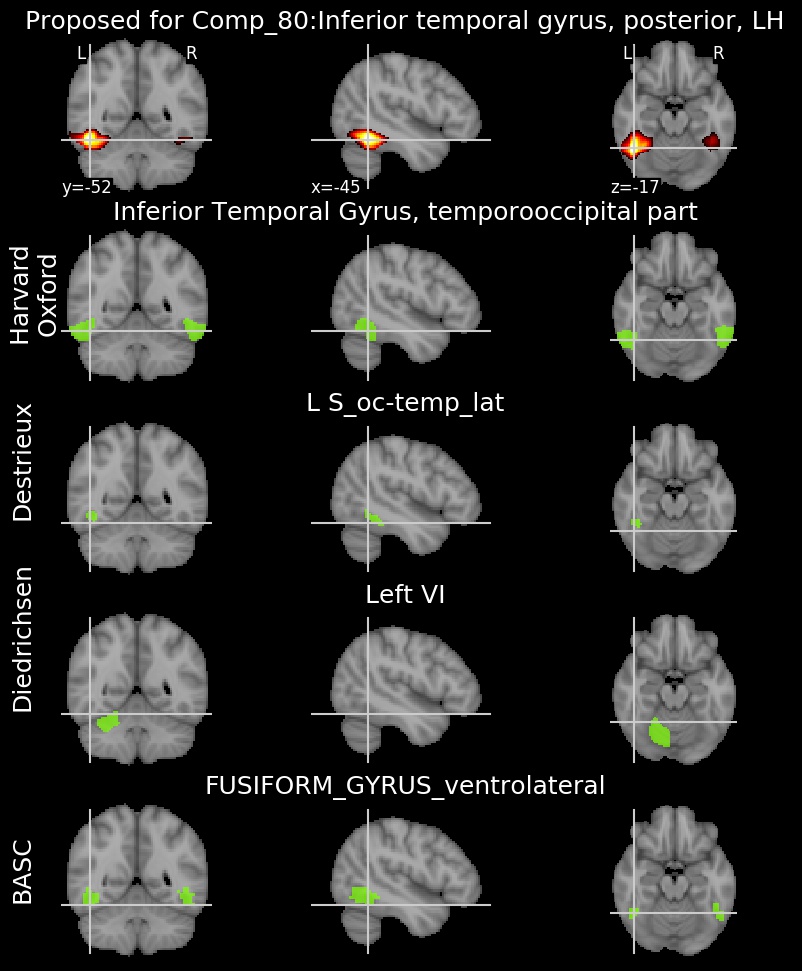 Proposed for Comp_80:Inferior temporal gyrus, posterior, LH
L R
L R
y=-52
x=-45
z=-17
Inferior Temporal Gyrus, temporooccipital part
Harvard
Oxford
L S_oc-temp_lat
Destrieux
Left VI
Diedrichsen
FUSIFORM_GYRUS_ventrolateral
BASC